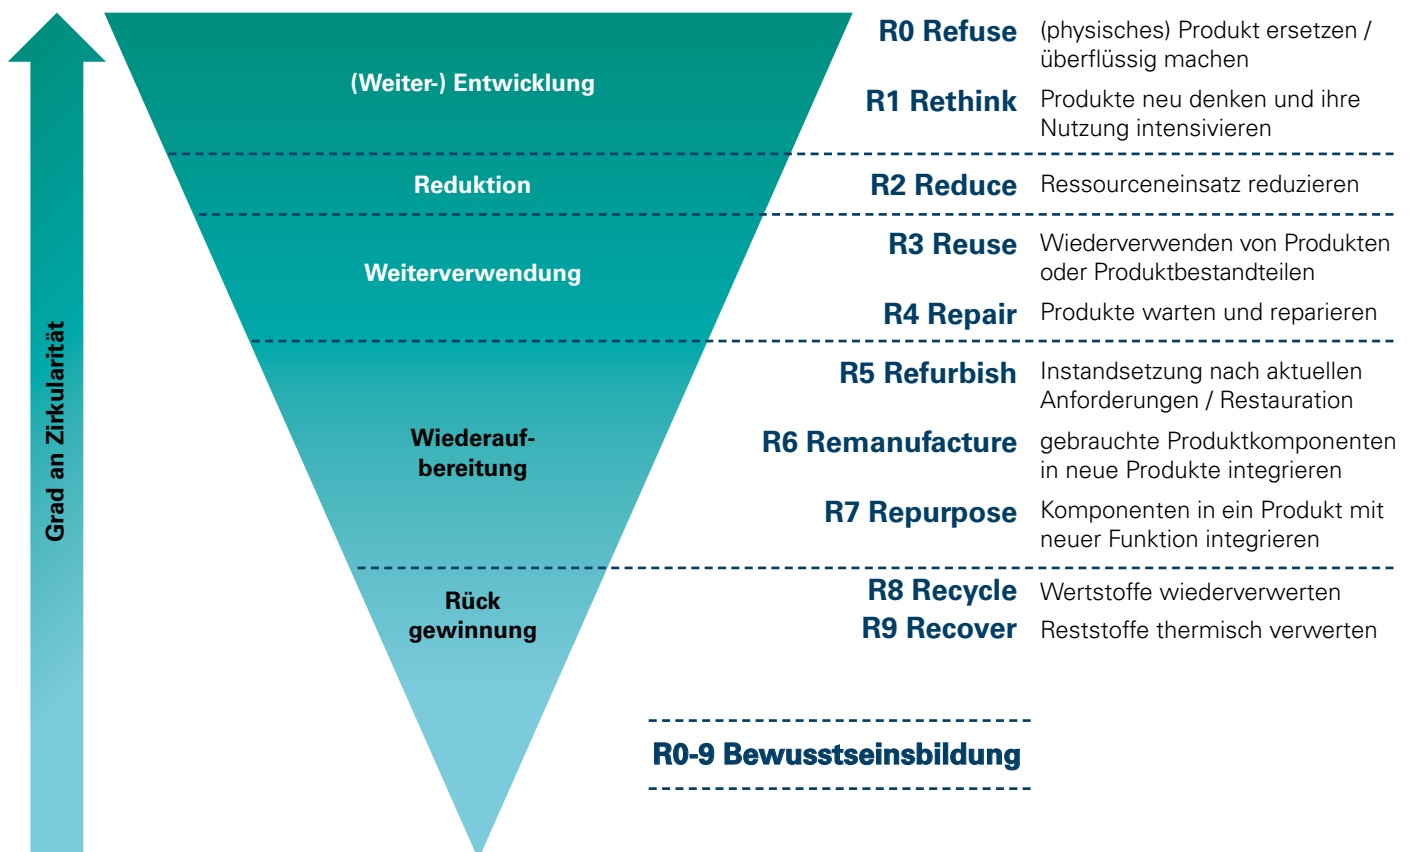 Grad an Zirkularität
(Weiter-) Entwicklung
R0 Refuse
(physisches) Produkt ersetzen /
überflüssig machen
R1 Rethink
Produkte neu denken und ihre
Nutzung intensivieren
Reduktion
R2 Reduce
Ressourceneinsatz reduzieren
Weiterverwendung
R3 Reuse
Wiederverwenden von Produkten
oder Produktbestandteilen
R4 Repair
Produkte warten und reparieren
Wiederauf-
bereitung
R5 Refurbish
Instandsetzung nach aktuellen
Anforderungen / Restauration
R6 Remanufacture
gebrauchte Produktkomponenten
in neue Produkte integrieren
R7 Repurpose
Komponenten in ein Produkt mit
neuer Funktion integrieren
Rück
gewinnung
R8 Recycle
Wertstoffe wiederverwerten
R9 Recover
Reststoffe thermisch verwerten
R0-9 Bewusstseinsbildung